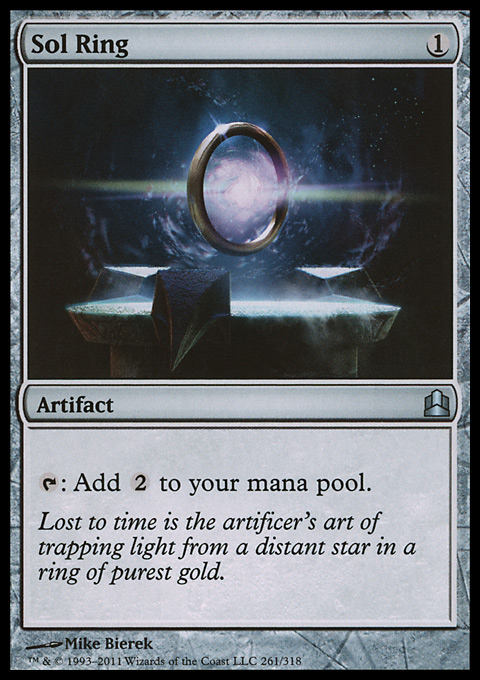 Sol Ring 1
Artifact
: Add 2 to your mana pool.
Lost to time is the artificer's art of
trapping light from a distant star in a
ring of purest gold.
Mike Bierek
™ & © 1993–2011 Wizards of the Coast LLC 261/318